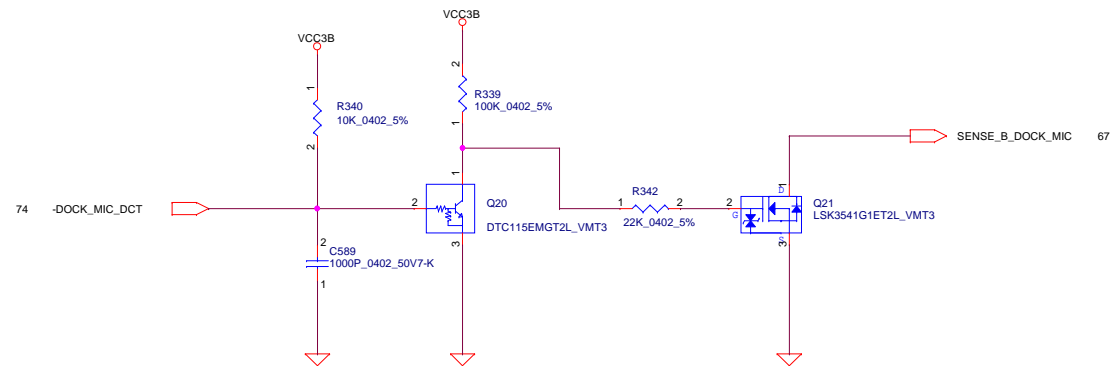 VCC3B
VCC3B
1
R340
10K_0402_5%
2
2
R339
100K_0402_5%
1
74 -DOCK_MIC_DCT
2
1
Q20
DTC115EMGT2L_VMT3
3
2
C589
1000P_0402_50V7-K
1
R342
1 2
22K_0402_5%
2
G
1
D
S
3
Q21
LSK3541G1ET2L_VMT3
SENSE_B_DOCK_MIC 67